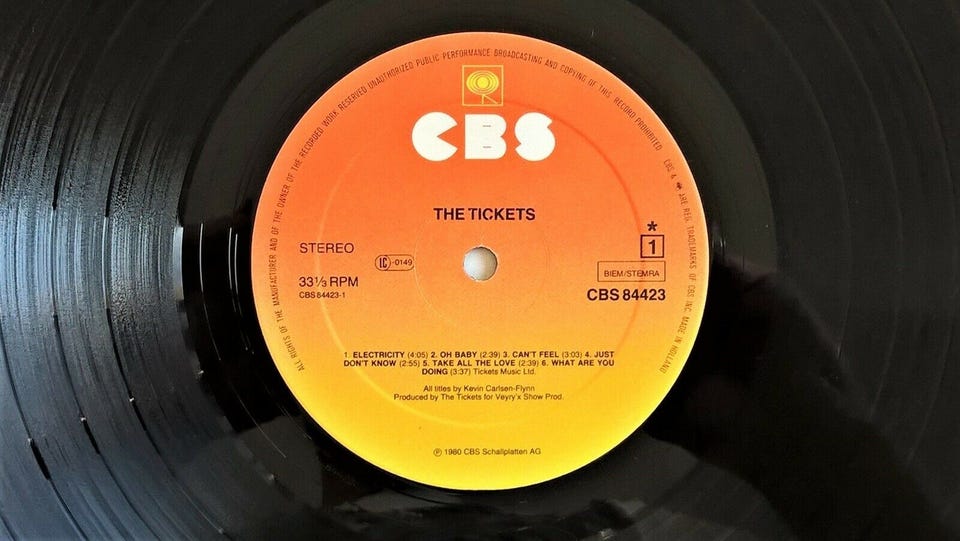 ALL RIGHTS OF THE MANUFACTURER AND OF THE OWNER OF THE RECORDED WORK RESERVED UNAUTHORIZED PUBLIC PERFORMANCE BROADCASTING AND COPYING OF THIS RECORD PROHIBITED
CBS & ARE REG. TRADEMARKS OF CBS INC. MADE IN HOLLAND
CBS
THE TICKETS
STEREO
LC-0149
33⅓ RPM
CBS 84423-1
*
1
BIEM/STEMRA
CBS 84423
1. ELECTRICITY (4:05) 2. OH BABY (2:39) 3. CAN'T FEEL (3:03) 4. JUST
DON'T KNOW (2:55) 5. TAKE ALL THE LOVE (2:39) 6. WHAT ARE YOU
DOING (3:37) Tickets Music Ltd.
All titles by Kevin Carlsen-Flynn
Produced by The Tickets for Veyry'x Show Prod.
℗ 1980 CBS Schallplatten AG